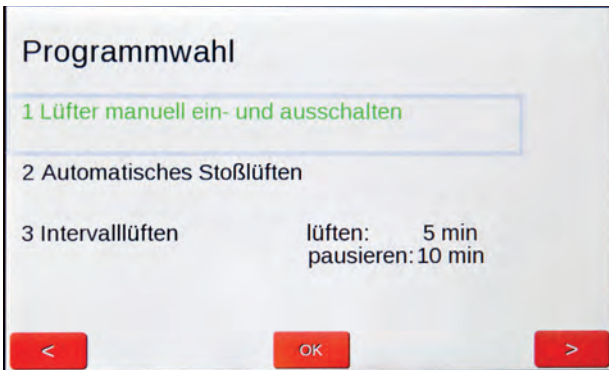 Programmwahl
1 Lüfter manuell ein- und ausschalten
2 Automatisches Stoßlüften
3 Intervalllüften lüften: 5 min
pausieren: 10 min
< OK >